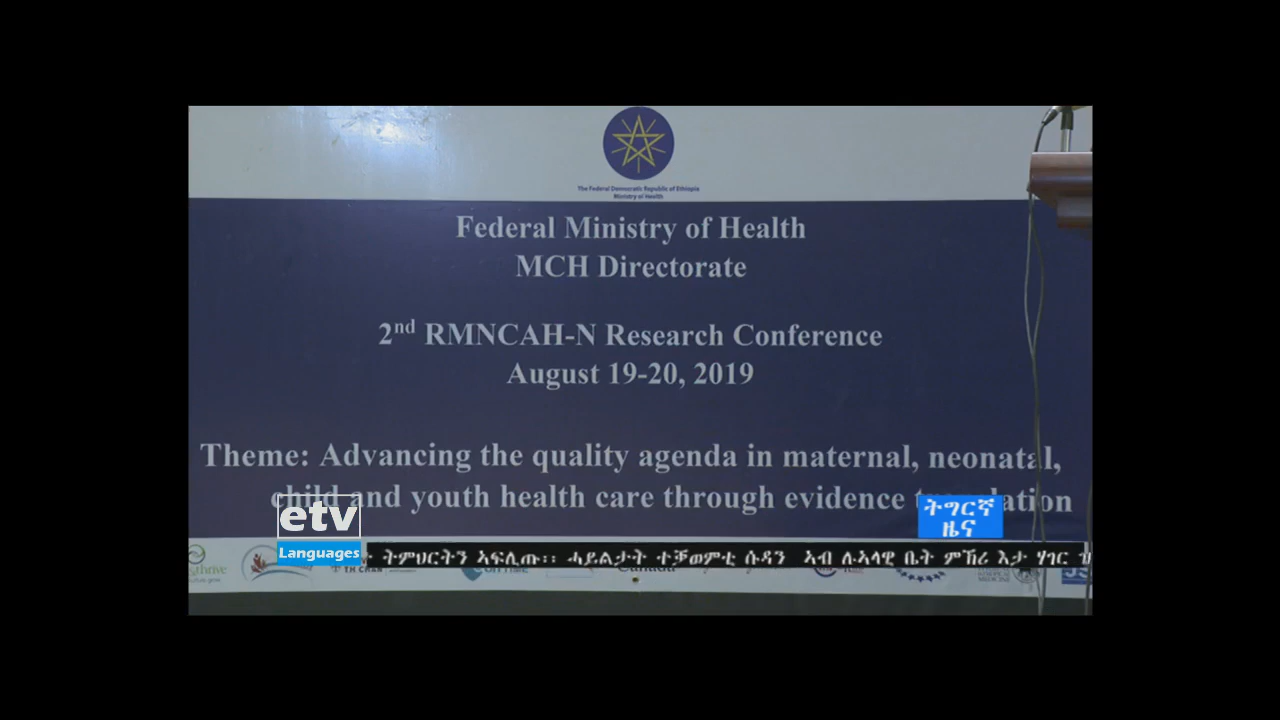 The Federal Democratic Republic of Ethiopia
Ministry of Health
Federal Ministry of Health
MCH Directorate
2nd RMNCAH-N Research Conference
August 19-20, 2019
Theme: Advancing the quality agenda in maternal, neonatal,
child and youth health care through evidence
ትግርኛ
ዜና
etv
Languages
ትምህርትን ኣፍሊጡ፡፡ ሓይልታት ተቓወምቲ ሱዳን ኣብ ሉኣላዊ ቤት ምኽሪ እታ ሃገር
thrive
Canada